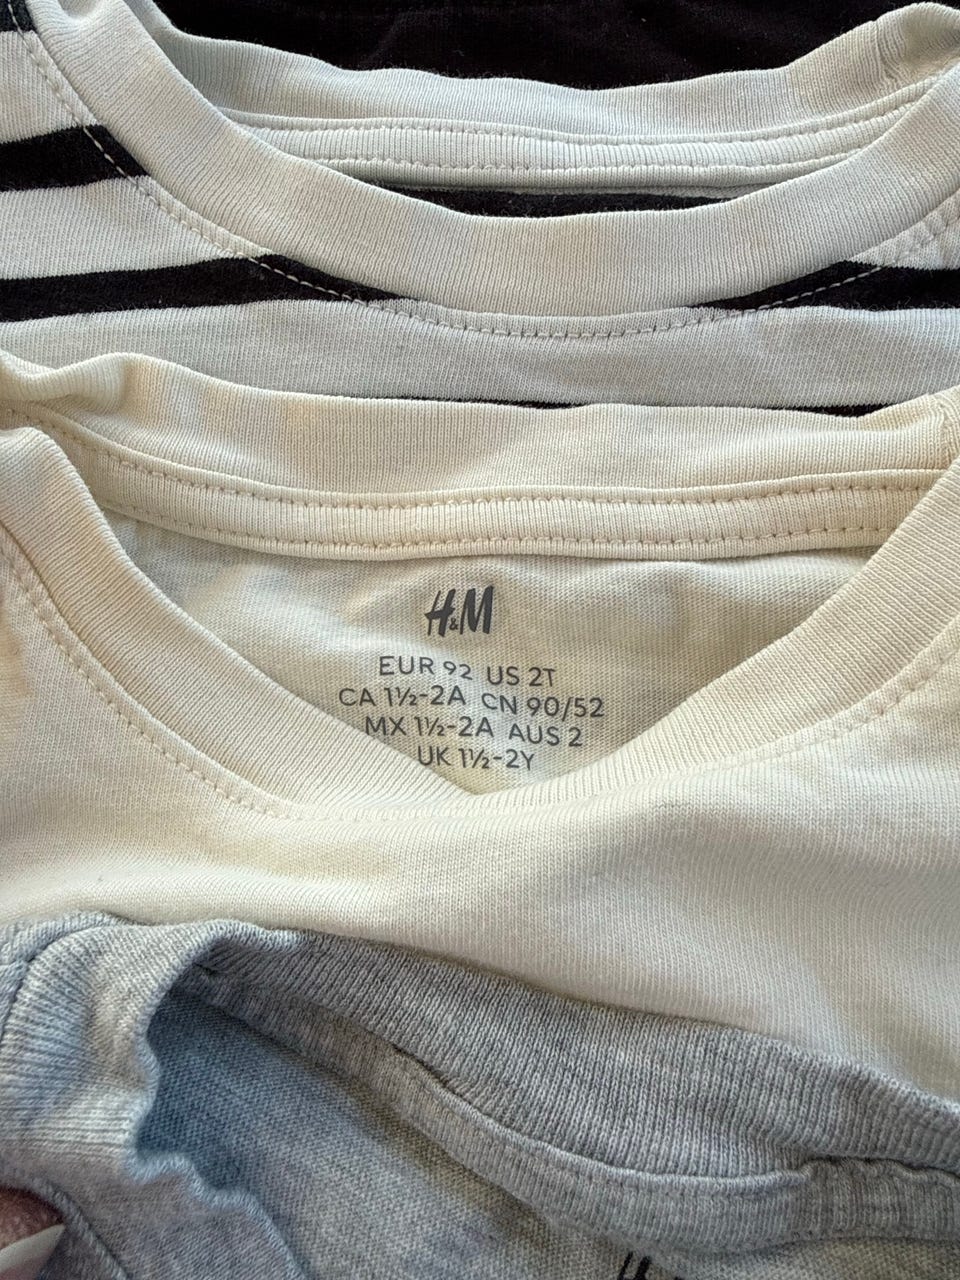 H&M
EUR 92 US 2T
CA 1½-2A CN 90/52
MX 1½-2A AUS 2
UK 1½-2Y